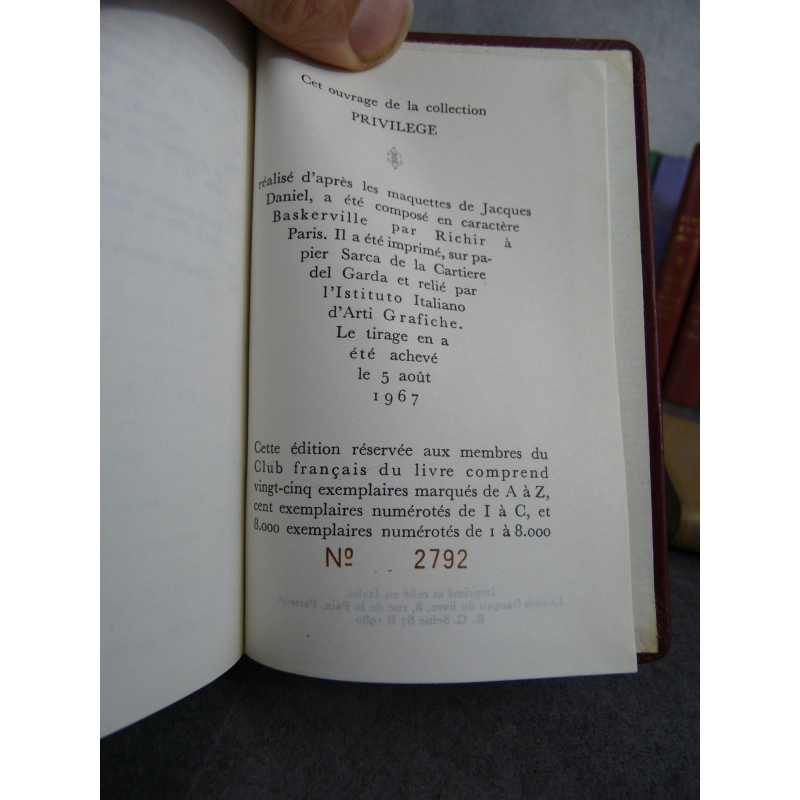 Cet ouvrage de la collection
PRIVILEGE
réalisé d'après les maquettes de Jacques
Daniel, a été composé en caractère
Baskerville par Richir à
Paris. Il a été imprimé, sur pa-
pier Sarca de la Cartiere
del Garda et relié par
l'Istituto Italiano
d'Arti Grafiche.
Le tirage en a
été achevé
le 5 août
1967
Cette édition réservée aux membres du
Club français du livre comprend
vingt-cinq exemplaires marqués de A à Z,
cent exemplaires numérotés de I à C, et
8.000 exemplaires numérotés de 1 à 8.000
Nº 2792
Imprimé et relié en Italie.
Le club français du livre, 8, rue de la Paix, Paris-2e.
R. C. Seine 67 B 1980